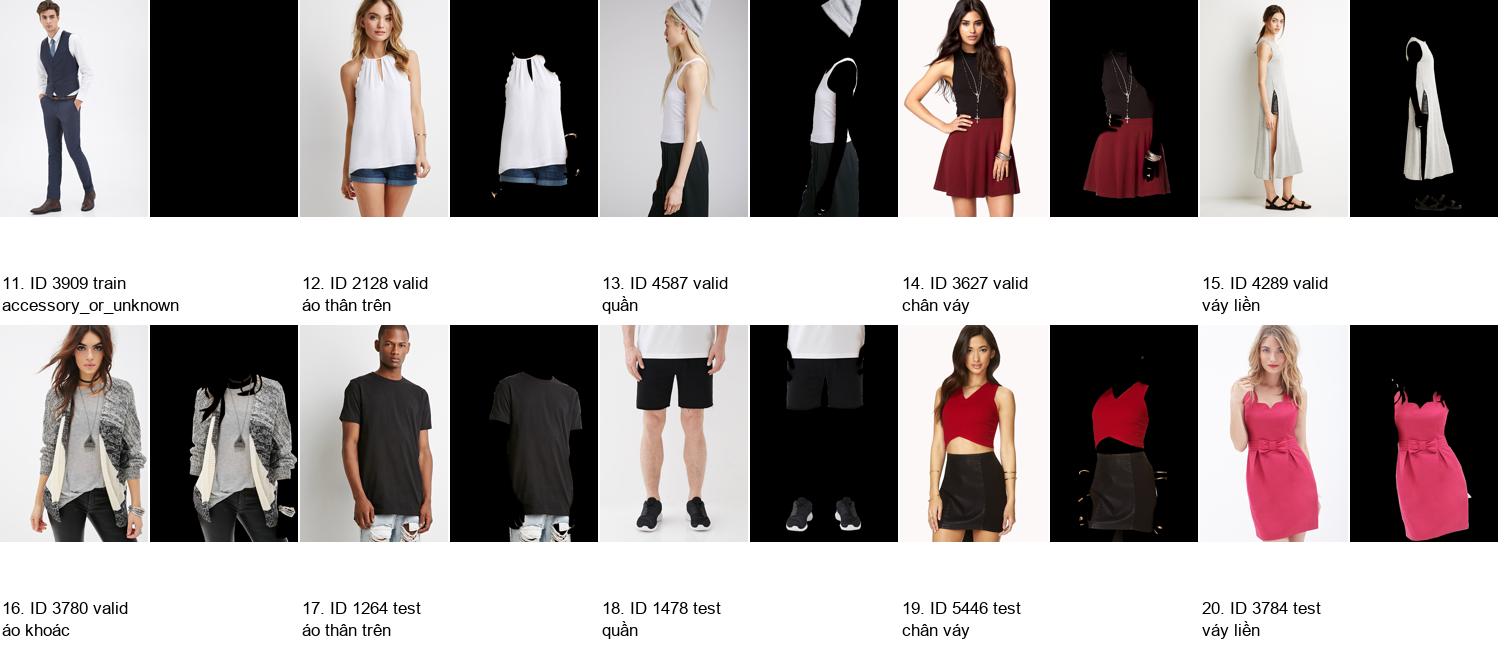 11. ID 3909 train
accessory_or_unknown
12. ID 2128 valid
áo thân trên
13. ID 4587 valid
quần
14. ID 3627 valid
chân váy
15. ID 4289 valid
váy liền
16. ID 3780 valid
áo khoác
17. ID 1264 test
áo thân trên
18. ID 1478 test
quần
19. ID 5446 test
chân váy
20. ID 3784 test
váy liền